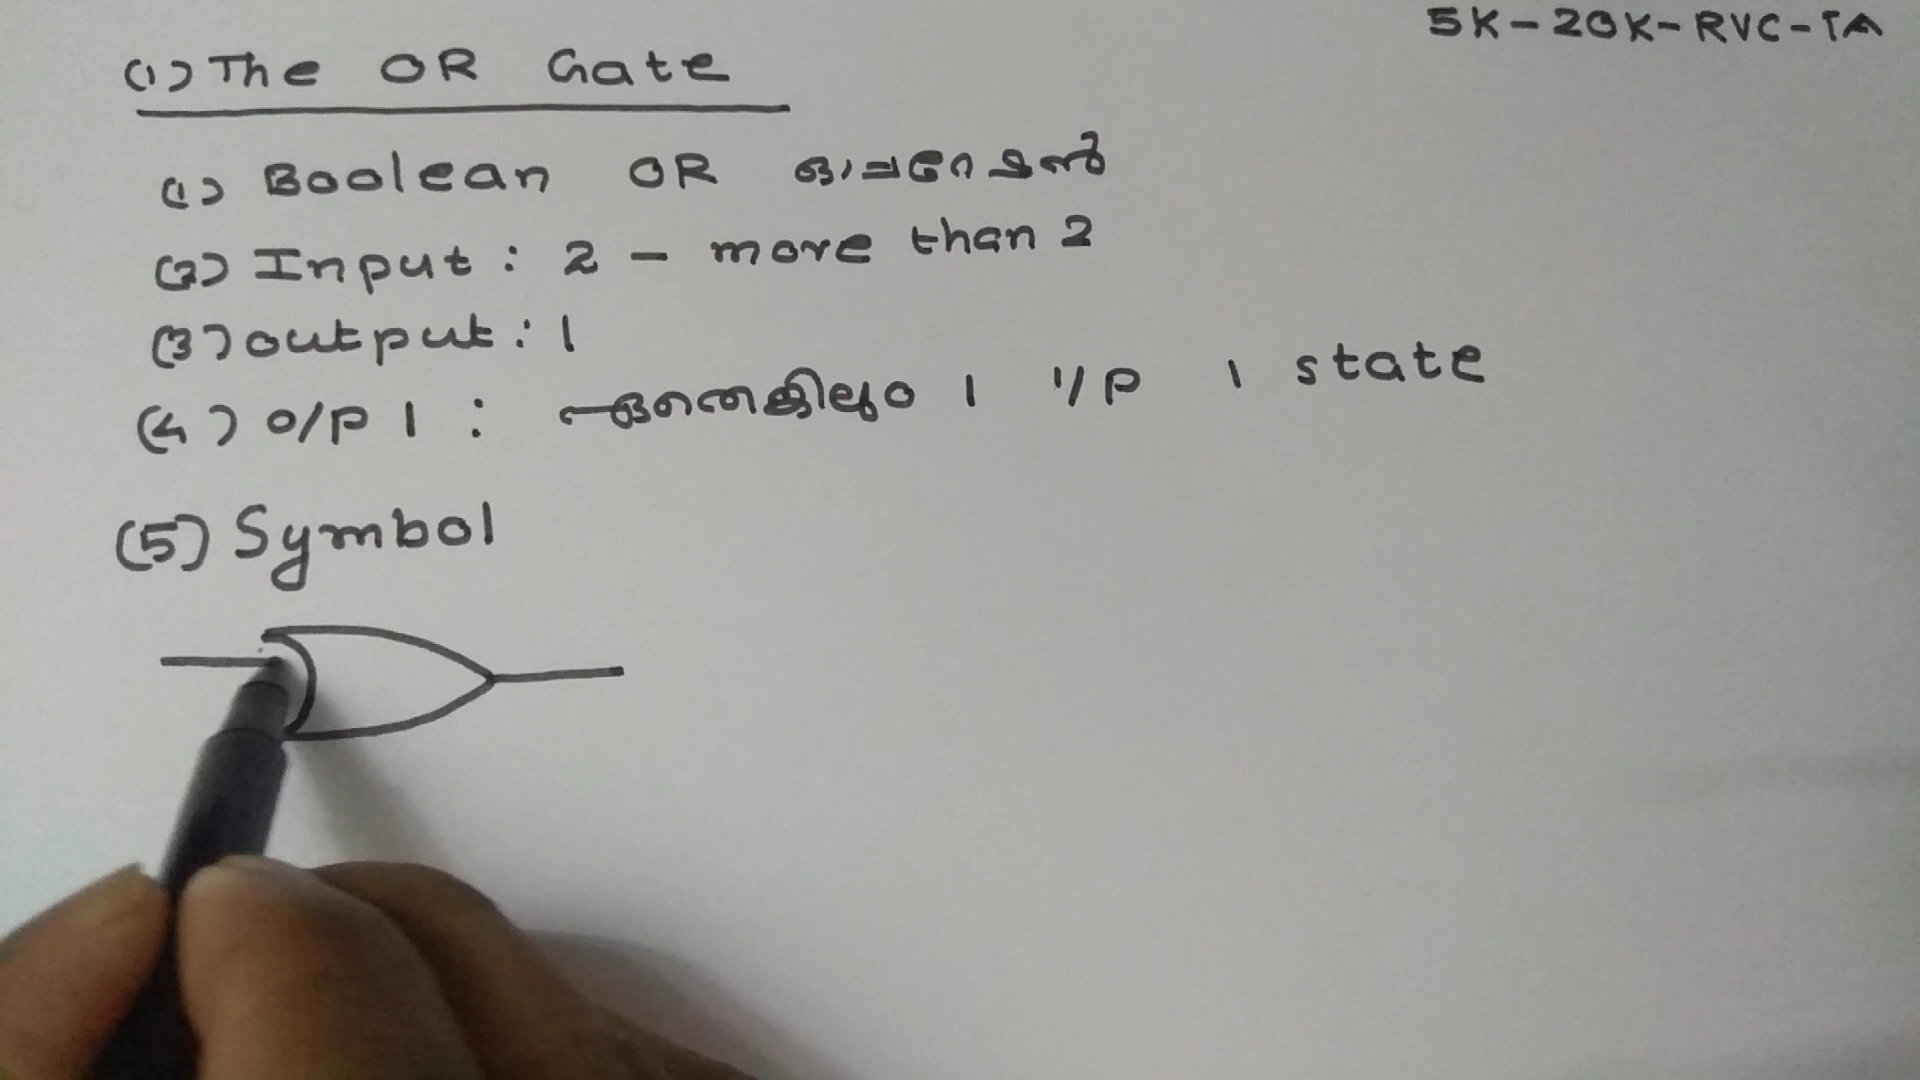 5K-20K-RVC-TA
(1) The OR Gate
(1) Boolean OR ഓപ്പറേഷൻ
(2) Input : 2 - more than 2
(3) output : 1
(4) o/p 1 : ഏതെങ്കിലും 1 i/p 1 state
(5) Symbol